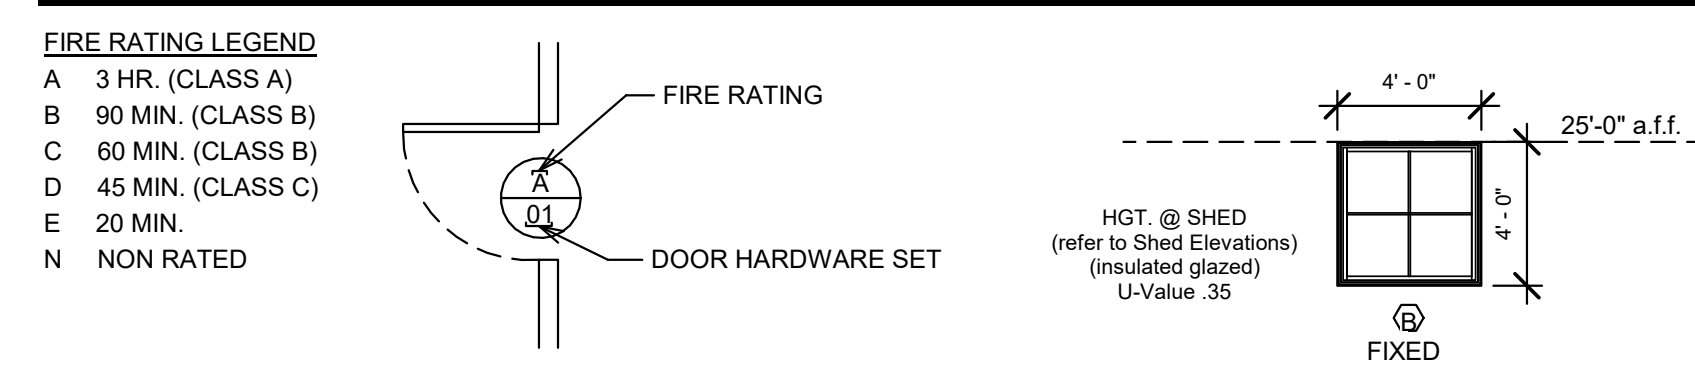 FIRE RATING LEGEND
A 3 HR. (CLASS A)
B 90 MIN. (CLASS B)
C 60 MIN. (CLASS B)
D 45 MIN. (CLASS C)
E 20 MIN.
N NON RATED
FIRE RATING
A
01
DOOR HARDWARE SET
4' - 0"
25'-0" a.f.f.
4' - 0"
HGT. @ SHED
(refer to Shed Elevations)
(insulated glazed)
U-Value .35
B
FIXED